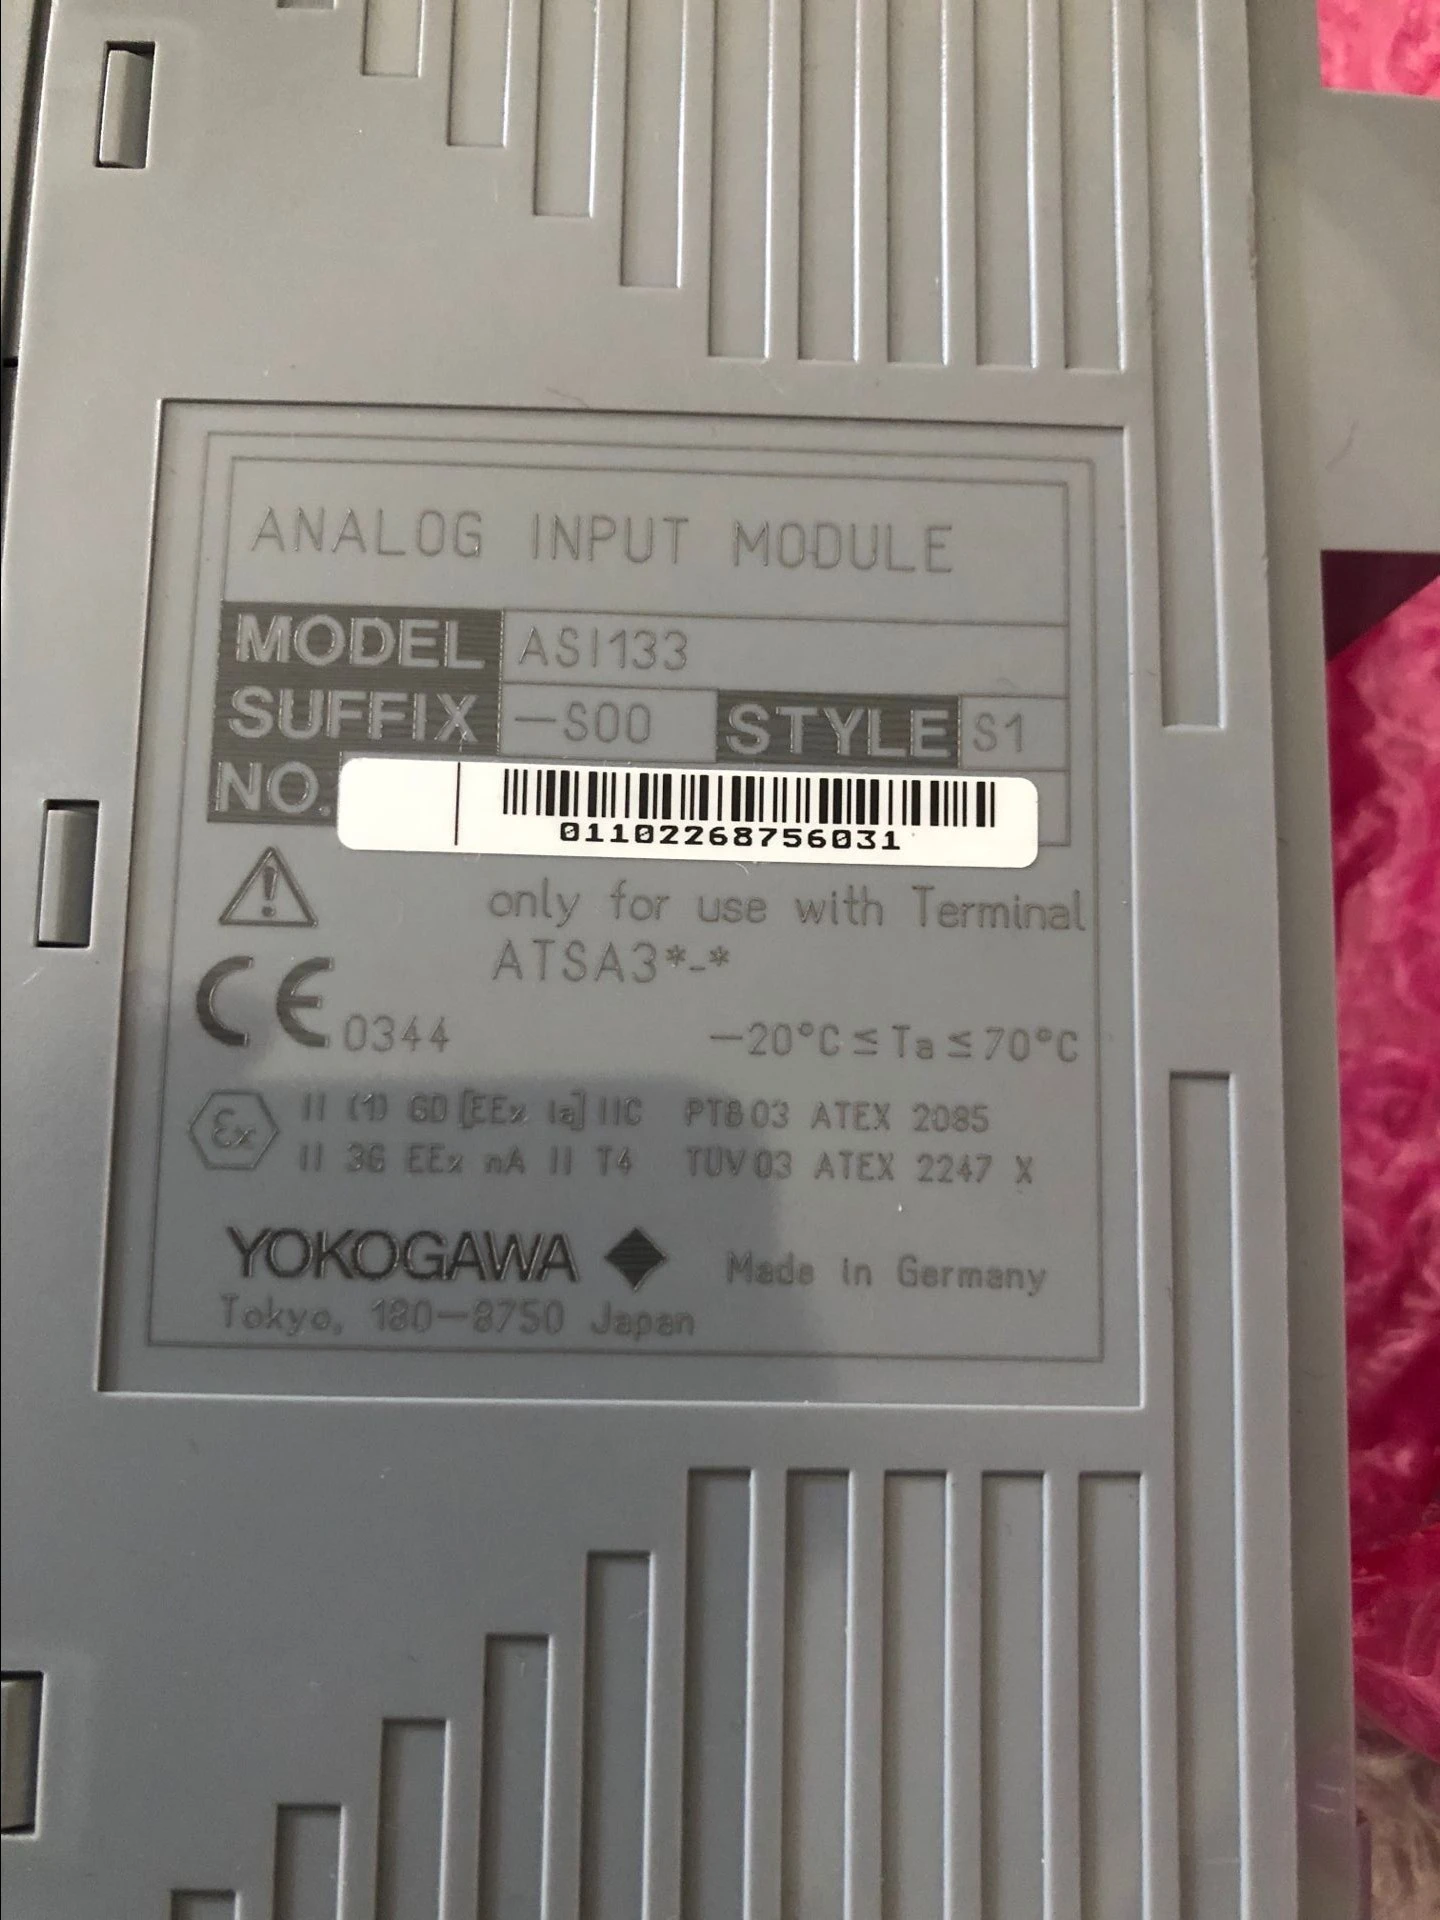 ANALOG INPUT MODULE
MODEL ASI133
SUFFIX -S00 STYLE S1
NO.
01102268756031
only for use with Terminal
ATSA3*-*
CE 0344 -20°C ≤ Ta ≤ 70°C
Ex II (1) GD [EEx ia] IIC PTB 03 ATEX 2085
II 3G EEx nA II T4 TÜV 03 ATEX 2247 X
YOKOGAWA Made in Germany
Tokyo, 180-8750 Japan